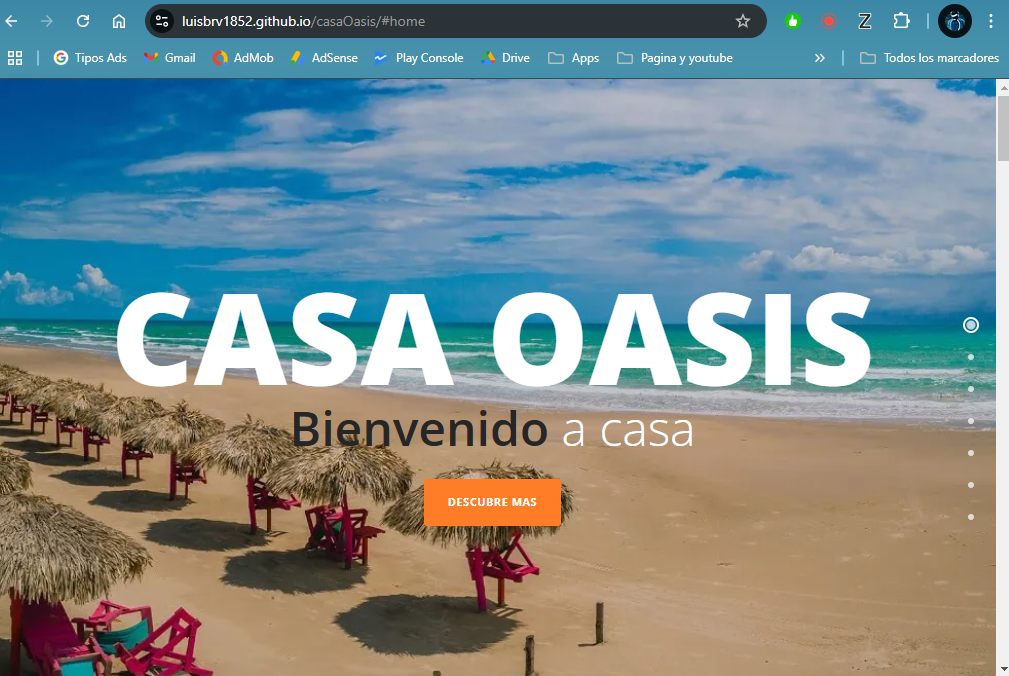 luisbrv1852.github.io/casaOasis/#home
Tipos Ads Gmail AdMob AdSense Play Console Drive Apps Pagina y youtube » Todos los marcadores
CASA OASIS
Bienvenido a casa
DESCUBRE MAS